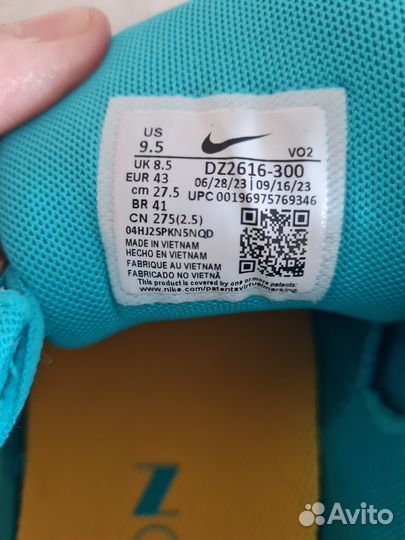 US
9.5
VO2
UK 8.5
DZ2616-300
EUR 43
06/28/23 09/16/23
cm 27.5
UPC 00196975769346
BR 41
CN 275(2.5)
04HJ2SPKN5NQD
MADE IN VIETNAM
HECHO EN VIETNAM
FABRIQUE AU VIETNAM
FABRICADO NO VIETNÃ
This product is covered by one or more patents.
www.nike.com/patentsvirtualmarking.
Z
Avito